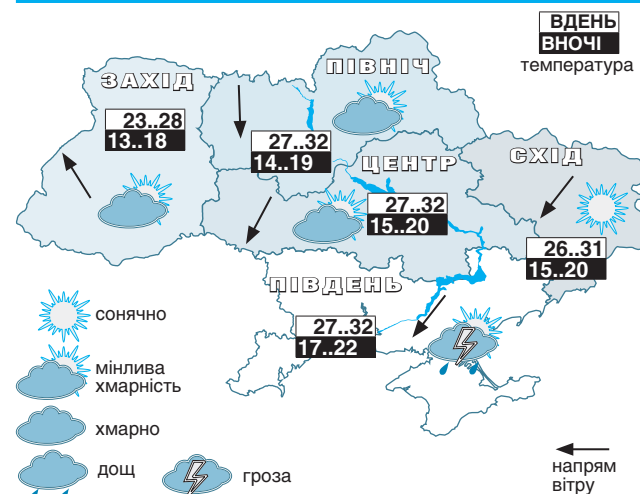 ВДЕНЬ
ВНОЧІ
температура
ПІВНІЧ
ЗАХІД
23..28
13..18
27..32
14..19
ЦЕНТР
СХІД
27..32
15..20
26..31
15..20
ПІВДЕНЬ
27..32
17..22
сонячно
мінлива
хмарність
хмарно
дощ
гроза
напрям
вітру